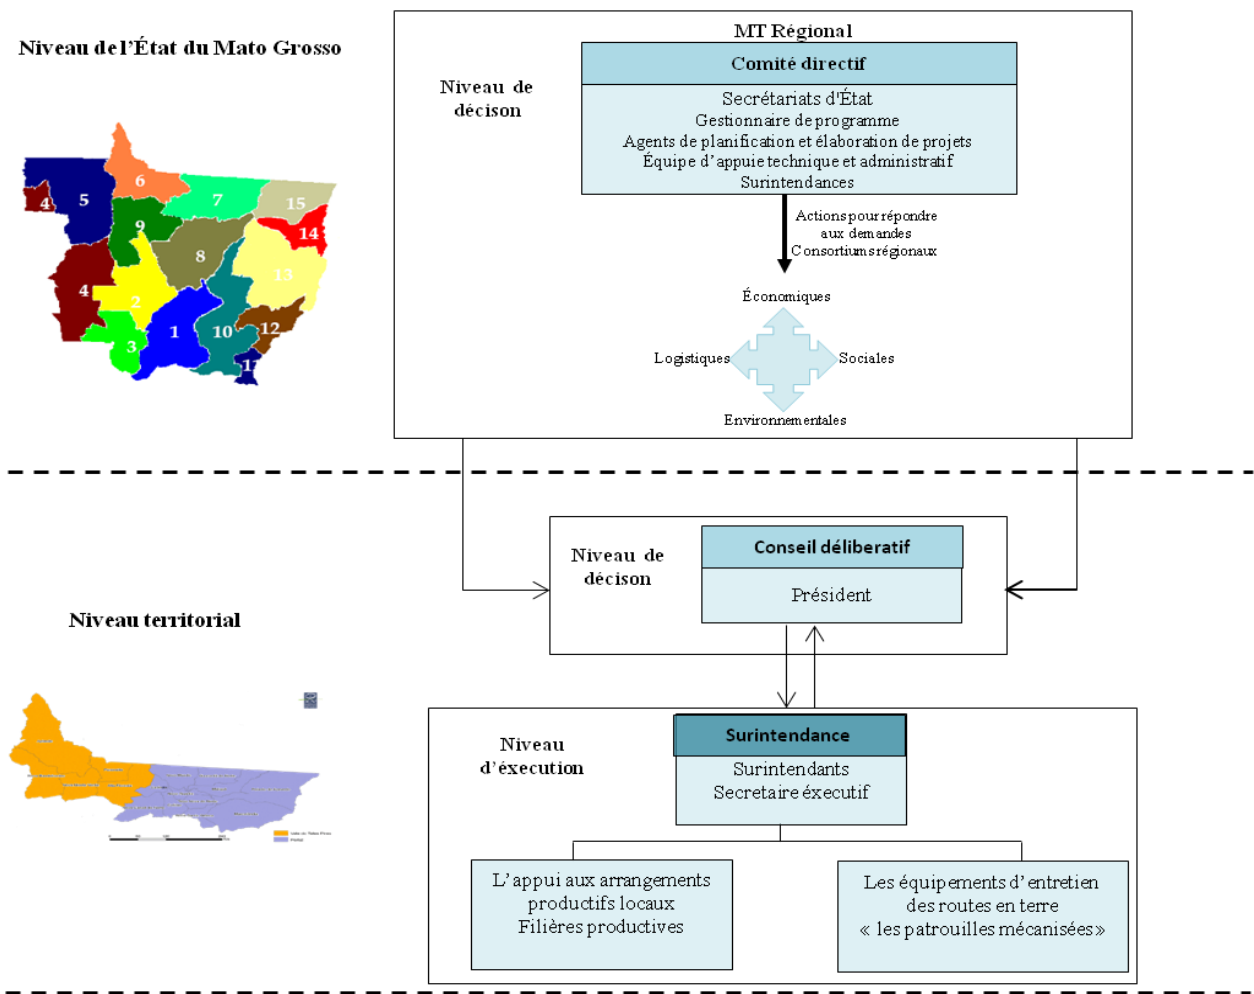 Niveau de l'État du Mato Grosso
MT Régional
Niveau de
décison
Comité directif
Secrétariats d'État
Gestionnaire de programme
Agents de planification et élaboration de projets
Équipe d'appuie technique et administratif
Surintendances
Actions pour répondre
aux demandes
Consortiums régionaux
Économiques
Logistiques
Sociales
Environnementales
6
5
7
15
4
9
14
8
13
4
2
1
10
12
3
Niveau territorial
Niveau de
décison
Conseil déliberatif
Président
Niveau
d'éxecution
Surintendance
Surintendants
Secretaire éxecutif
L'appui aux arrangements
productifs locaux
Filières productives
Les équipements d'entretien
des routes en terre
« les patrouilles mécanisées»